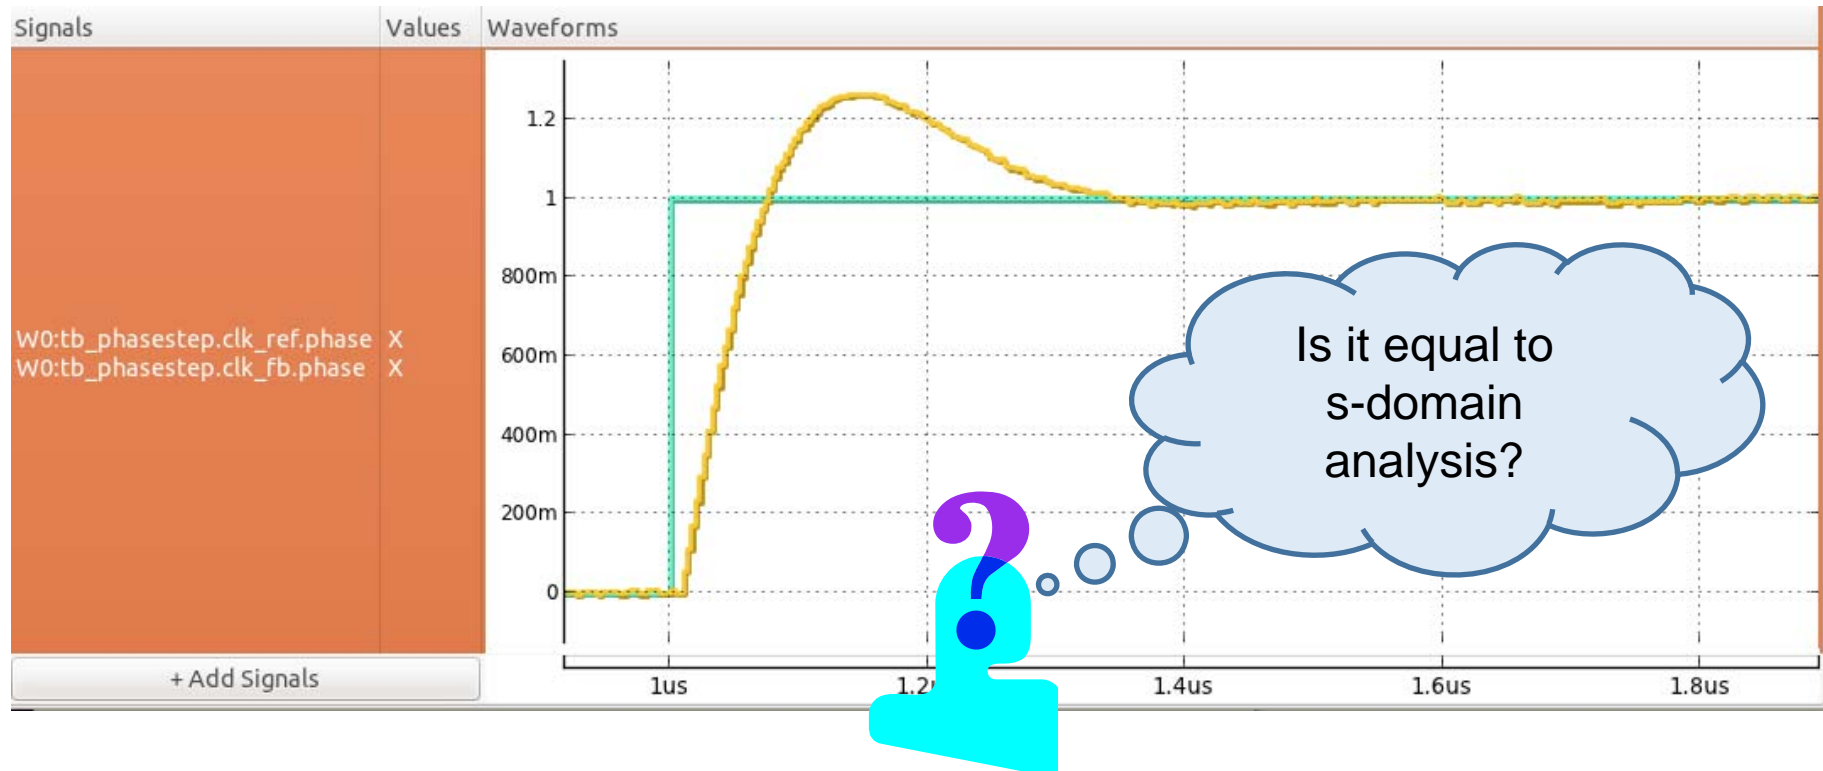 Signals Values Waveforms
1.2
1
800m
600m
400m
200m
0
W0:tb_phasestep.clk_ref.phase X
W0:tb_phasestep.clk_fb.phase X
Is it equal to
s-domain
analysis?
?
+ Add Signals
1us 1.4us 1.6us 1.8us